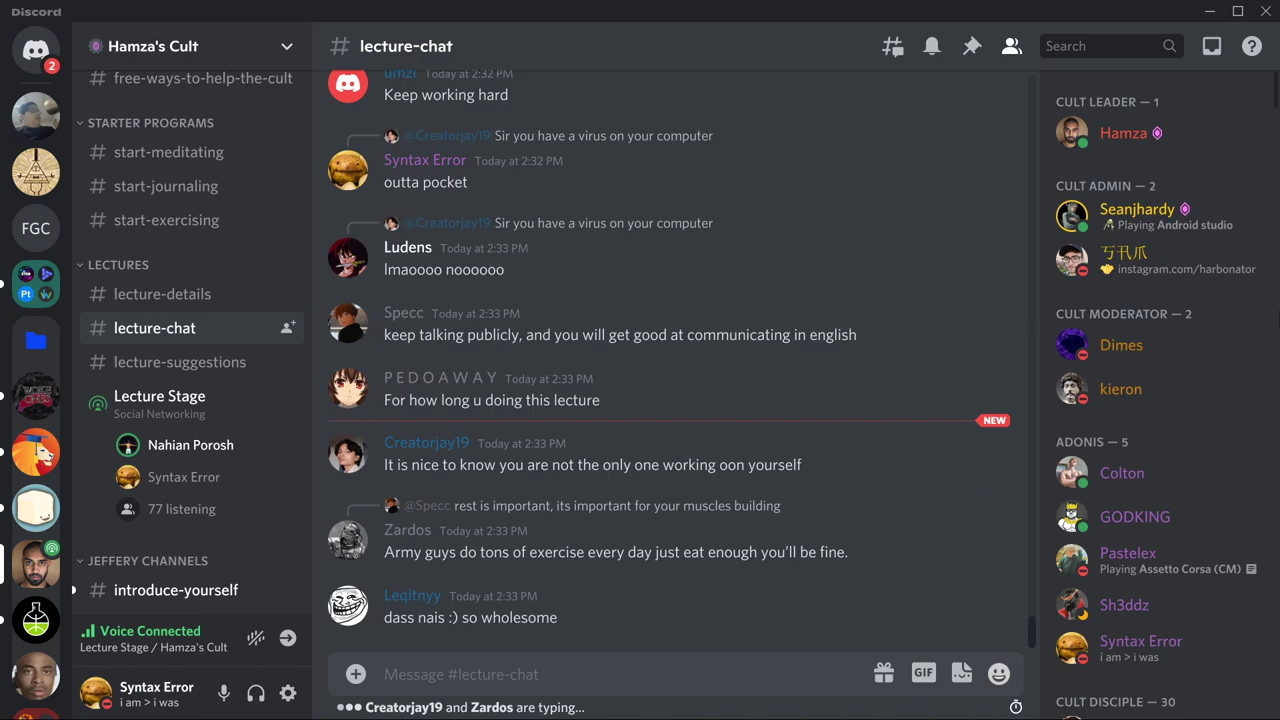 Discord
2
FGC
Pt
Hamza's Cult
free-ways-to-help-the-cult
STARTER PROGRAMS
# start-meditating
# start-journaling
# start-exercising
LECTURES
# lecture-details
# lecture-chat
# lecture-suggestions
Lecture Stage
Social Networking
Nahian Porosh
Syntax Error
77 listening
JEFFERY CHANNELS
# introduce-yourself
Voice Connected
Lecture Stage / Hamza's Cult
Syntax Error
i am > i was
# lecture-chat
Search
umzi Today at 2:32 PM
Keep working hard
@Creatorjay19 Sir you have a virus on your computer
Syntax Error Today at 2:32 PM
outta pocket
@Creatorjay19 Sir you have a virus on your computer
Ludens Today at 2:33 PM
lmaoooo noooooo
Specc Today at 2:33 PM
keep talking publicly, and you will get good at communicating in english
P E D O A W A Y Today at 2:33 PM
For how long u doing this lecture
NEW
Creatorjay19 Today at 2:33 PM
It is nice to know you are not the only one working oon yourself
@Specc rest is important, its important for your muscles building
Zardos Today at 2:33 PM
Army guys do tons of exercise every day just eat enough you'll be fine.
Leqitnyy Today at 2:33 PM
dass nais :) so wholesome
Message #lecture-chat
GIF
Creatorjay19 and Zardos are typing...
CULT LEADER — 1
Hamza
CULT ADMIN — 2
Seanjhardy
Playing Android studio
instagram.com/harbonator
CULT MODERATOR — 2
Dimes
kieron
ADONIS — 5
Colton
GODKING
Pastelex
Playing Assetto Corsa (CM)
Sh3ddz
Syntax Error
i am > i was
CULT DISCIPLE — 30